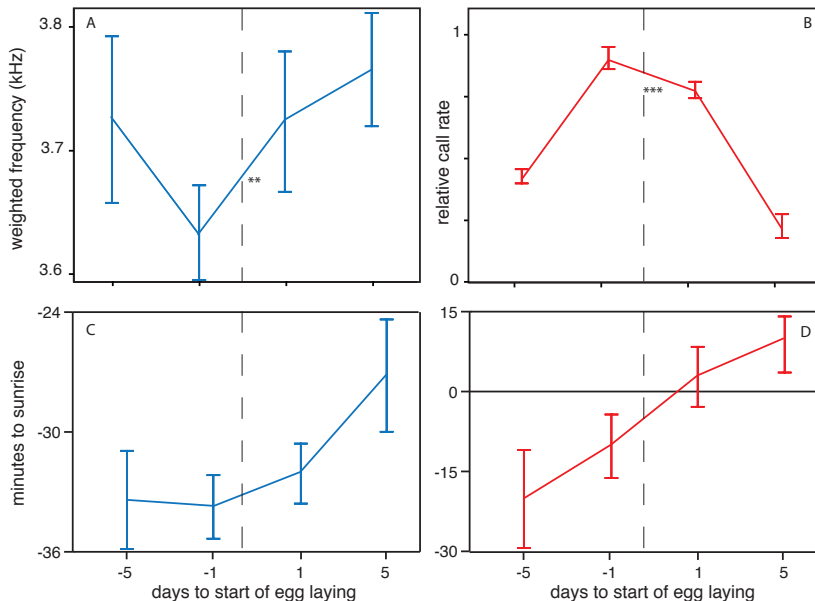 A
3.8
3.7
3.6
weighted frequency (kHz)
**
B
1
0
relative call rate
***
C
-24
-30
-36
minutes to sunrise
-5 -1 1 5
days to start of egg laying
D
15
0
-15
-30
-5 -1 1 5
days to start of egg laying